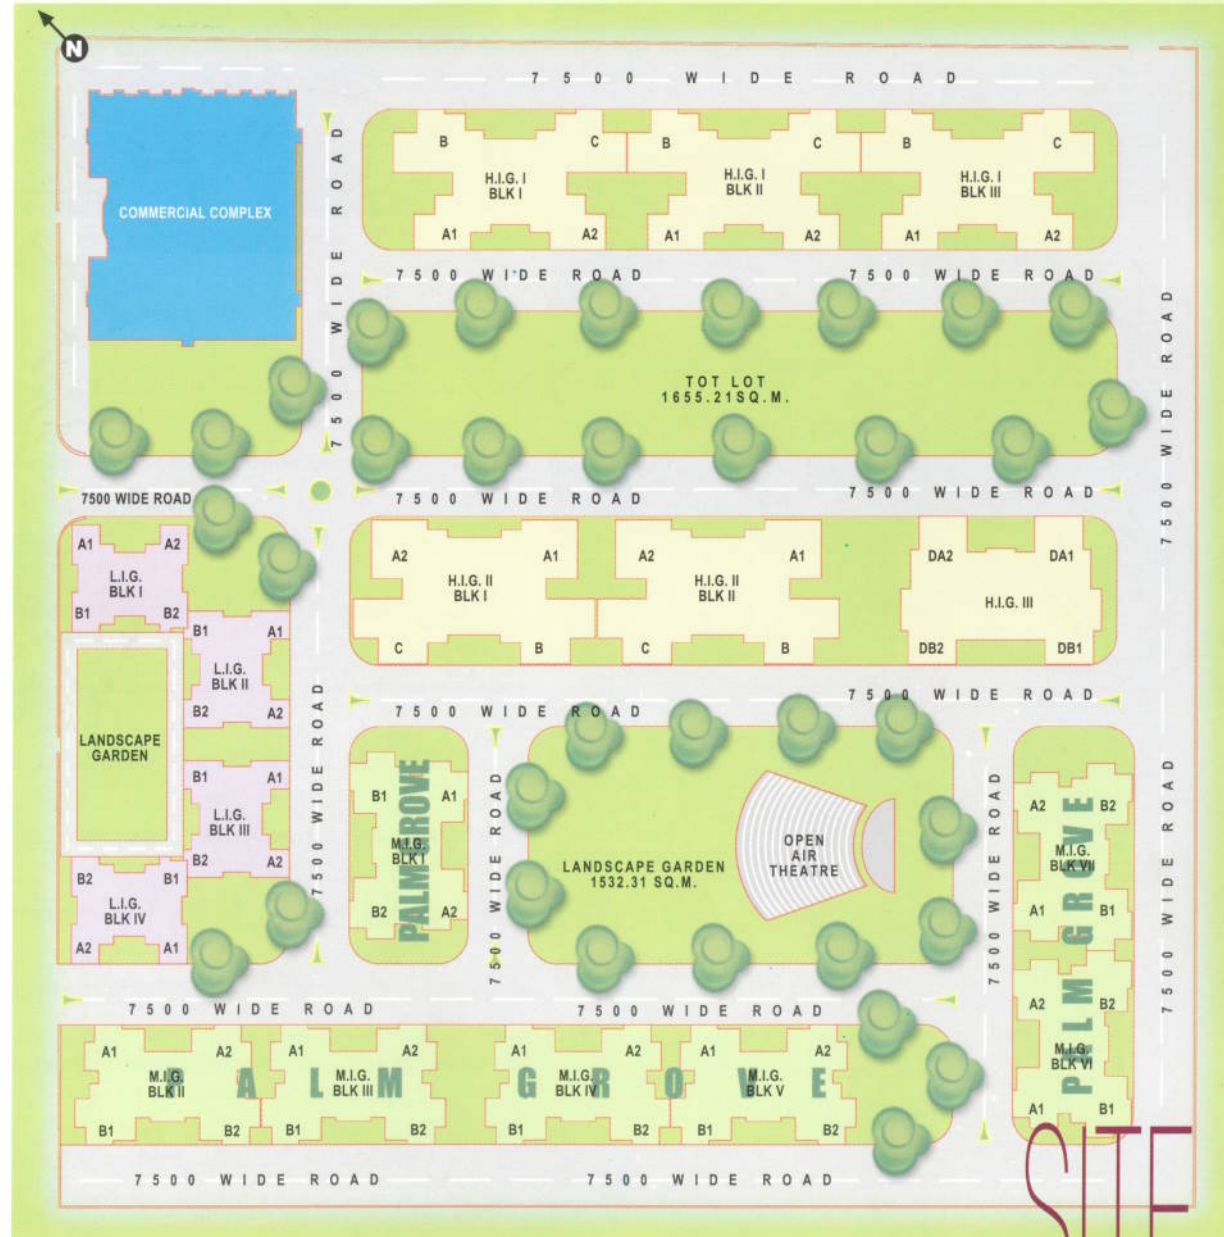 N
7500 WIDE ROAD
COMMERCIAL COMPLEX
7500 WIDE ROAD
B
C
H.I.G. I
BLK I
A1
A2
B
C
H.I.G. I
BLK II
A1
A2
B
C
H.I.G. I
BLK III
A1
A2
7500 WIDE ROAD
7500 WIDE ROAD
7500 WIDE ROAD
TOT LOT
1655.21SQ.M.
7500 WIDE ROAD
7500 WIDE ROAD
7500 WIDE ROAD
A1
A2
L.I.G.
BLK I
B1
B2
B1
A1
L.I.G.
BLK II
B2
A2
LANDSCAPE
GARDEN
B1
A1
L.I.G.
BLK III
B2
A2
B2
B1
L.I.G.
BLK IV
A2
A1
7500 WIDE ROAD
A2
A1
H.I.G. II
BLK I
C
B
A2
A1
H.I.G. II
BLK II
C
B
DA2
DA1
H.I.G. III
DB2
DB1
7500 WIDE ROAD
7500 WIDE ROAD
B1
A1
M.I.G.
BLK I
B2
A2
PALM GROVE
7500 WIDE ROAD
LANDSCAPE GARDEN
1532.31 SQ.M.
OPEN
AIR
THEATRE
7500 WIDE ROAD
A2
B2
M.I.G.
BLK VII
A1
B1
A2
B2
M.I.G.
BLK VI
A1
B1
PALM GROVE
7500 WIDE ROAD
7500 WIDE ROAD
7500 WIDE ROAD
A1
A2
M.I.G.
BLK II
B1
B2
A1
A2
M.I.G.
BLK III
B1
B2
A1
A2
M.I.G.
BLK IV
B1
B2
A1
A2
M.I.G.
BLK V
B1
B2
PALM GROVE
7500 WIDE ROAD
7500 WIDE ROAD
SITE